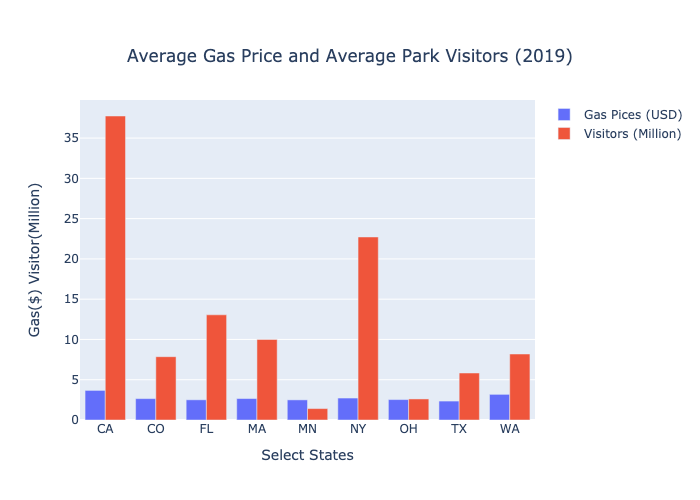 Average Gas Price and Average Park Visitors (2019)
Gas Pices (USD)
Visitors (Million)
Gas($) Visitor(Million)
35
30
25
20
15
10
5
0
CA CO FL MA MN NY OH TX WA
Select States